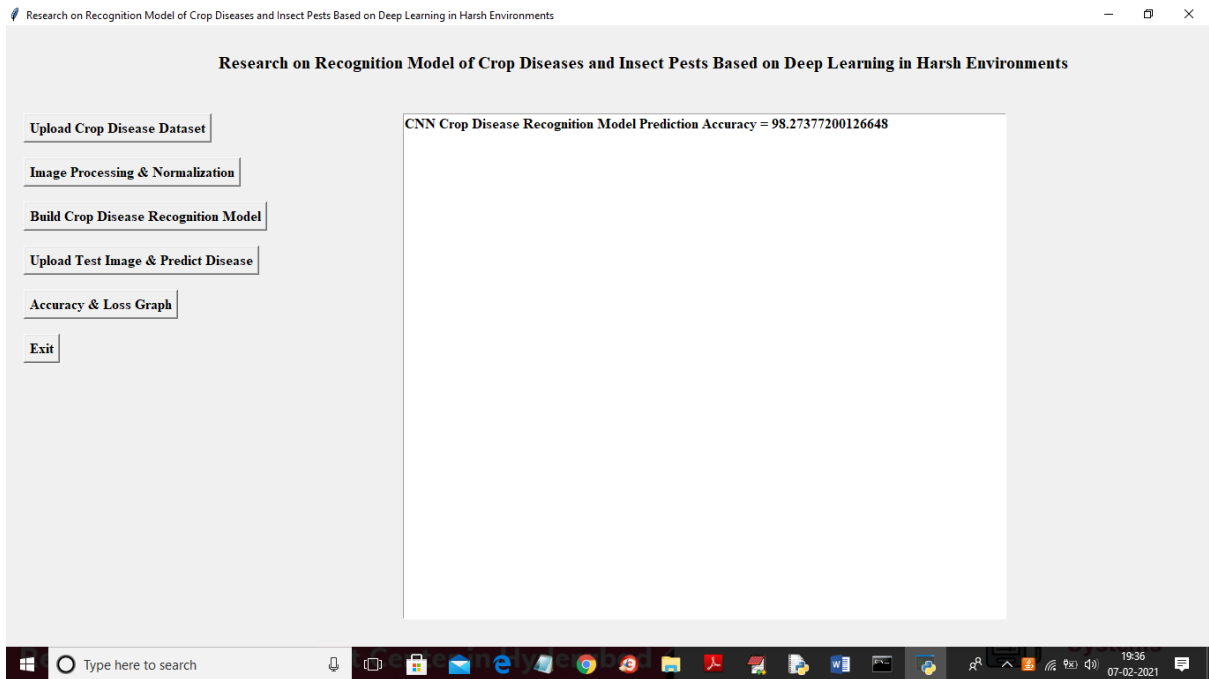 Research on Recognition Model of Crop Diseases and Insect Pests Based on Deep Learning in Harsh Environments
Research on Recognition Model of Crop Diseases and Insect Pests Based on Deep Learning in Harsh Environments
Upload Crop Disease Dataset
CNN Crop Disease Recognition Model Prediction Accuracy = 98.27377200126648
Image Processing & Normalization
Build Crop Disease Recognition Model
Upload Test Image & Predict Disease
Accuracy & Loss Graph
Exit
Type here to search
19:36
07-02-2021